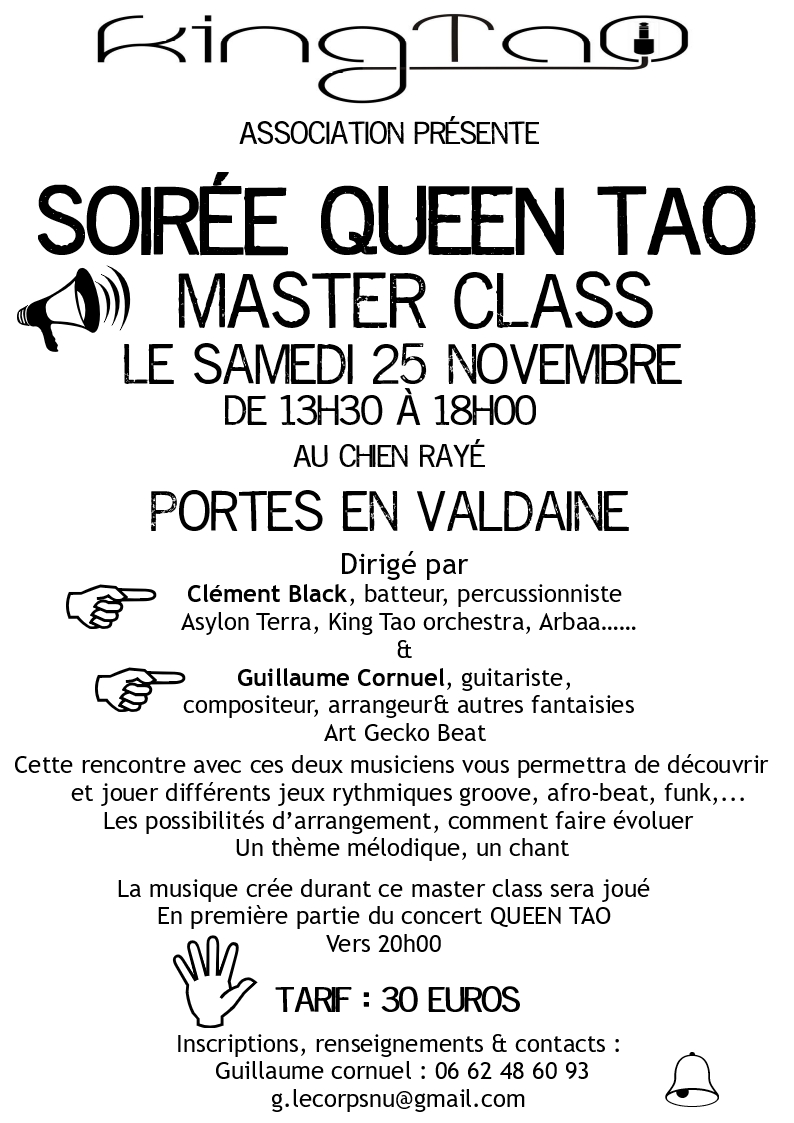 KingTaO
ASSOCIATION PRÉSENTE
SOIRÉE QUEEN TAO
MASTER CLASS
LE SAMEDI 25 NOVEMBRE
DE 13H30 À 18H00
AU CHIEN RAYÉ
PORTES EN VALDAINE
Dirigé par
Clément Black, batteur, percussionniste
Asylon Terra, King Tao orchestra, Arbaa……
&
Guillaume Cornuel, guitariste,
compositeur, arrangeur& autres fantaisies
Art Gecko Beat
Cette rencontre avec ces deux musiciens vous permettra de découvrir
et jouer différents jeux rythmiques groove, afro-beat, funk,...
Les possibilités d’arrangement, comment faire évoluer
Un thème mélodique, un chant
La musique crée durant ce master class sera joué
En première partie du concert QUEEN TAO
Vers 20h00
TARIF : 30 EUROS
Inscriptions, renseignements & contacts :
Guillaume cornuel : 06 62 48 60 93
g.lecorpsnu@gmail.com